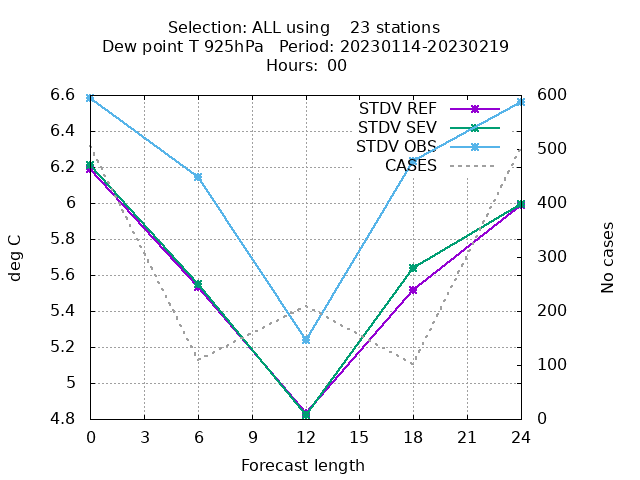 Selection: ALL using    23 stations
Dew point T 925hPa   Period: 20230114-20230219
Hours:  00
STDV REF
STDV SEV
STDV OBS
CASES
6.6
6.4
6.2
6
5.8
5.6
5.4
5.2
5
4.8
deg C
600
500
400
300
200
100
0
No cases
0 3 6 9 12 15 18 21 24
Forecast length